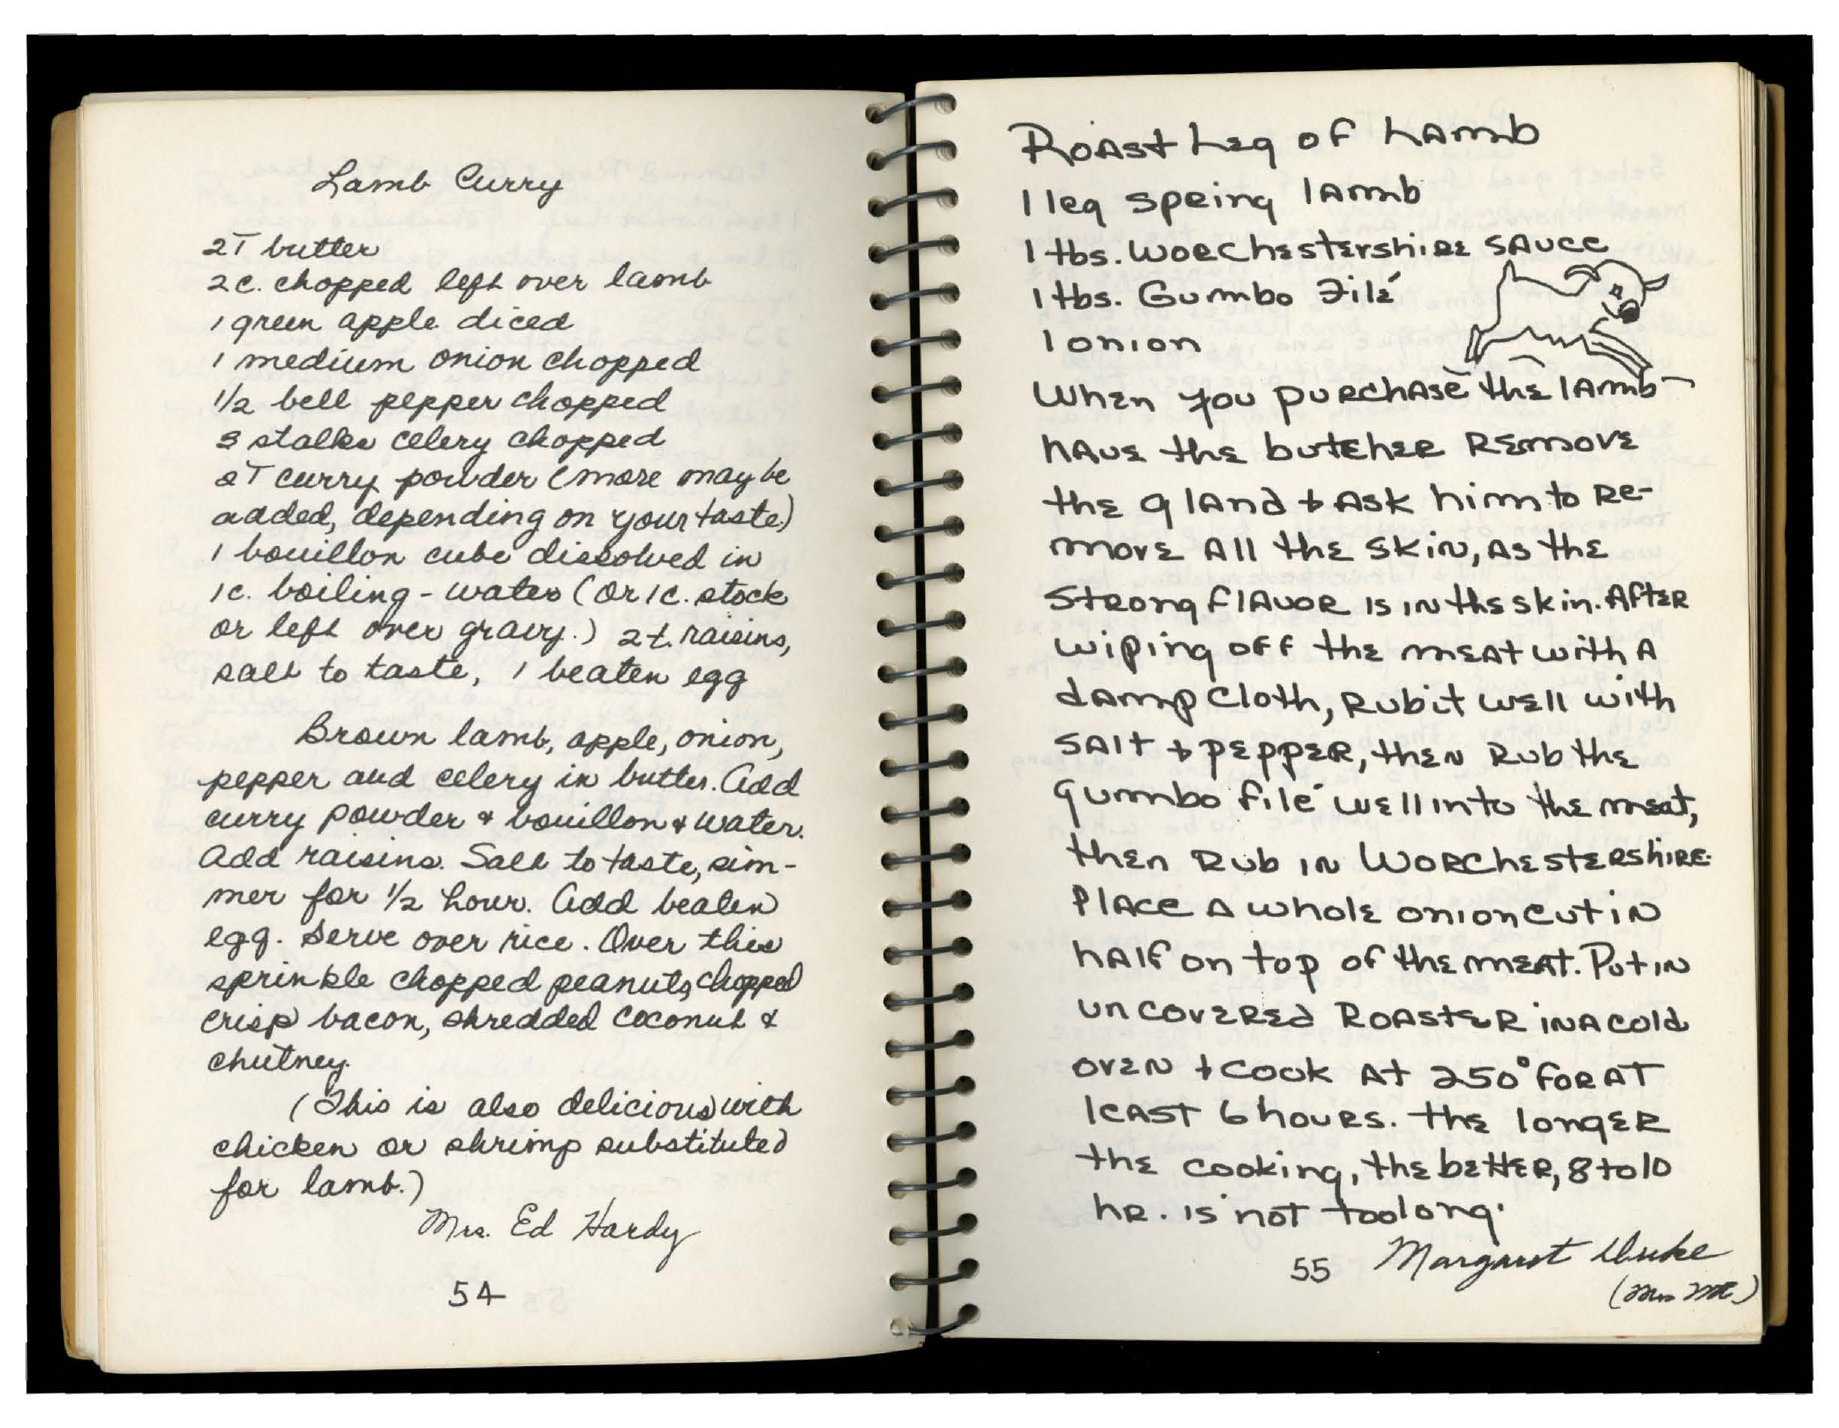 Lamb Curry
2T butter
2c. chopped left over lamb
1 green apple diced
1 medium onion chopped
1/2 bell pepper chopped
3 stalks celery chopped
2T curry powder (more may be
added, depending on your taste.)
1 bouillon cube dissolved in
1c. boiling - water (or 1c. stock
or left over gravy.) 2t. raisins,
salt to taste, 1 beaten egg
Brown lamb, apple, onion,
pepper and celery in butter. Add
curry powder & bouillon & water.
Add raisins. Salt to taste, sim-
mer for 1/2 hour. Add beaten
egg. Serve over rice. Over this
sprinkle chopped peanuts, chopped
crisp bacon, shredded coconut &
chutney.
(This is also delicious with
chicken or shrimp substituted
for lamb.)
Mrs. Ed Hardy
54
Roast Leg of Lamb
1 leg spring lamb
1 tbs. Worchestershire sauce
1 tbs. Gumbo Filé
1 onion
When you purchase the lamb
have the butcher remove
the gland & ask him to re-
move all the skin, as the
strong flavor is in the skin. After
wiping off the meat with a
damp cloth, rub it well with
salt & pepper, then rub the
gumbo filé well into the meat,
then rub in Worchestershire.
Place a whole onion cut in
half on top of the meat. Put in
uncovered roaster in a cold
oven & cook at 250° for at
least 6 hours. The longer
the cooking, the better, 8 to 10
hr. is not too long.
55 Margaret Duke
(Mrs